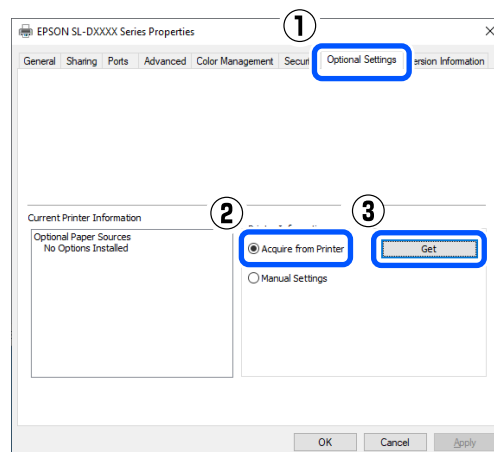 ①
EPSON SL-DXXXX Series Properties
General Sharing Ports Advanced Color Management Optional Settings Information
②
③
Current Printer Information
Optional Paper Sources
No Options Installed
Acquire from Printer
Get
Manual Settings
OK Cancel Apply